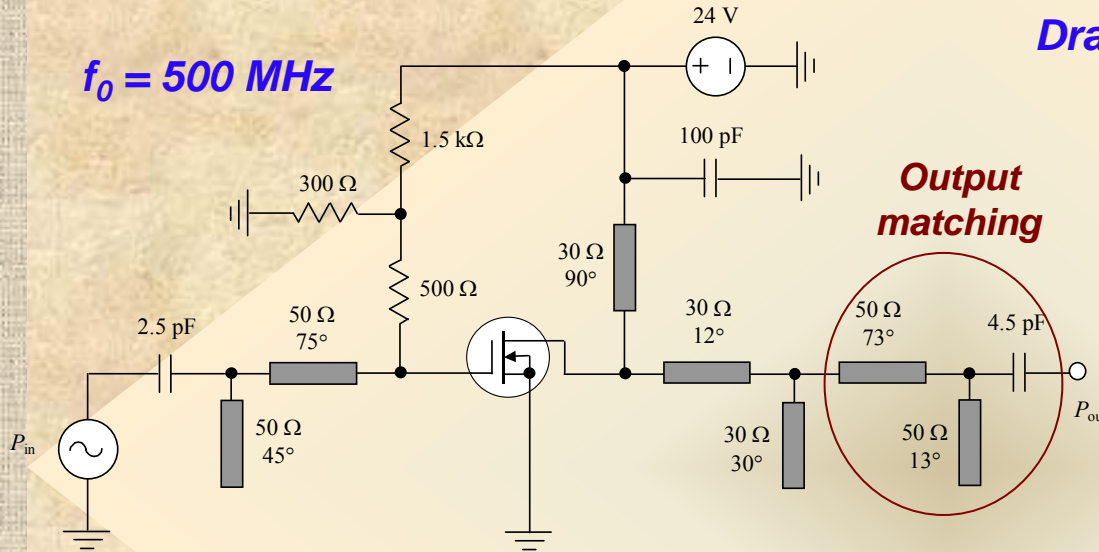 24 V
Dra
f0 = 500 MHz
+ −
1.5 kΩ
100 pF
300 Ω
Output
matching
30 Ω
90°
500 Ω
2.5 pF
50 Ω
75°
30 Ω
12°
50 Ω
73°
4.5 pF
Pin
50 Ω
45°
30 Ω
30°
50 Ω
13°
Pou